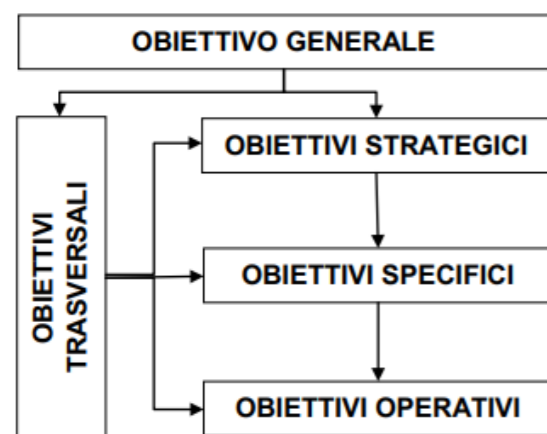 OBIETTIVO GENERALE
OBIETTIVI
TRASVERSALI
OBIETTIVI STRATEGICI
OBIETTIVI SPECIFICI
OBIETTIVI OPERATIVI